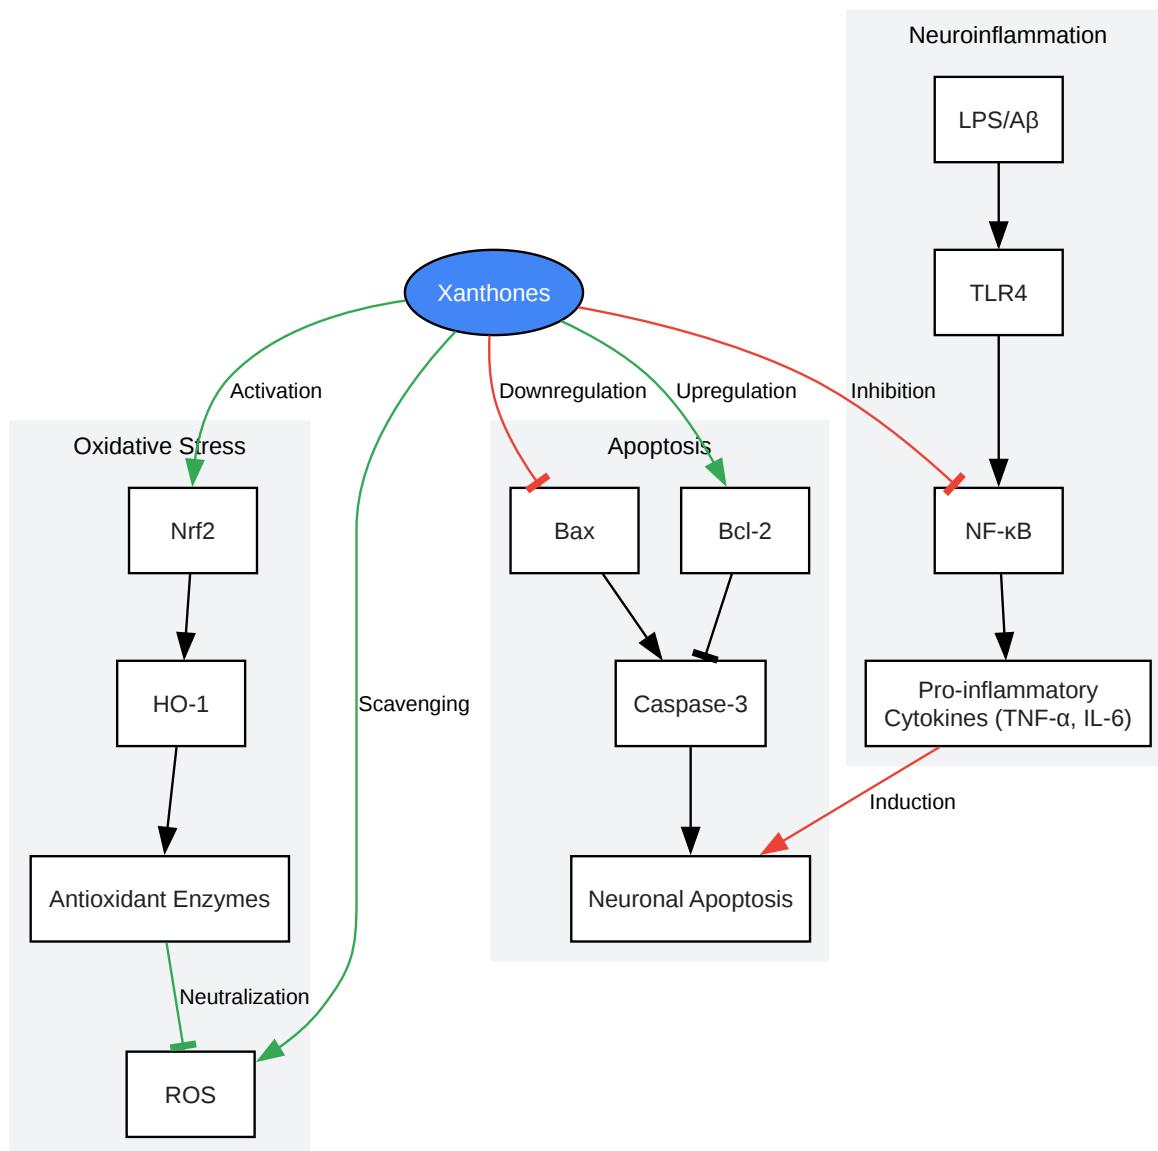 Neuroinflammation
LPS/Aβ
TLR4
Xanthones
Activation
Downregulation
Upregulation
Inhibition
Oxidative Stress
Apoptosis
Nrf2
Bax
Bcl-2
NF-κB
HO-1
Scavenging
Caspase-3
Pro-inflammatory
Cytokines (TNF-α, IL-6)
Induction
Antioxidant Enzymes
Neuronal Apoptosis
Neutralization
ROS